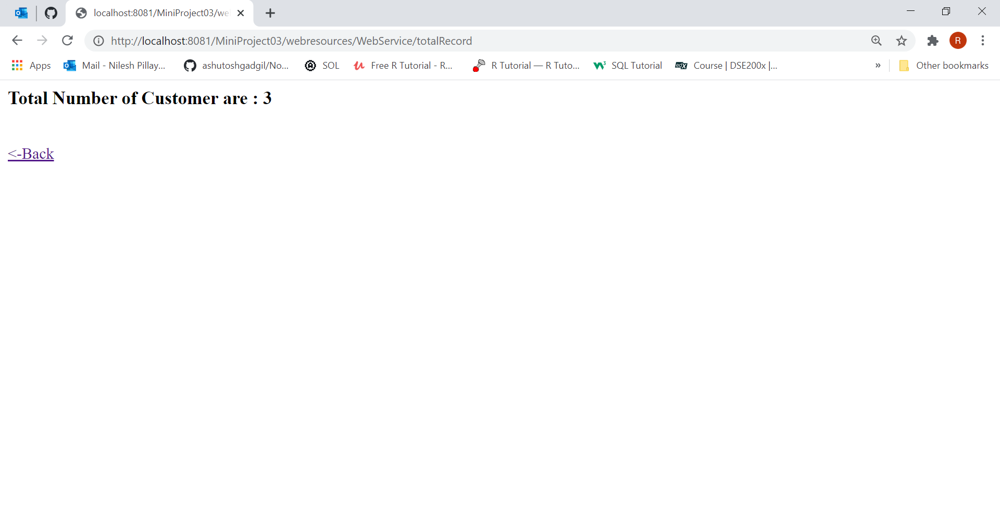 localhost:8081/MiniProject03/we
http://localhost:8081/MiniProject03/webresources/WebService/totalRecord
R
Apps
Mail - Nilesh Pillay...
ashutoshgadgil/No...
SOL
Free R Tutorial - R...
R Tutorial — R Tuto...
SQL Tutorial
Course | DSE200x |...
»
Other bookmarks
Total Number of Customer are : 3
<-Back